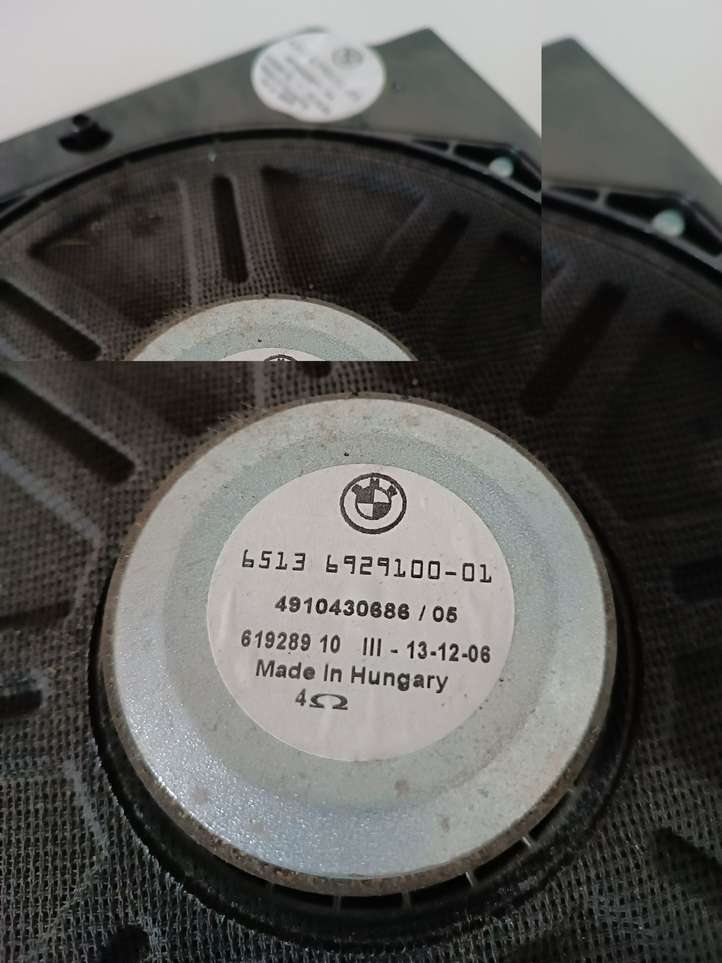 6513 6929100-01
4910430686 / 05
619289 10 III - 13-12-06
Made In Hungary
4Ω